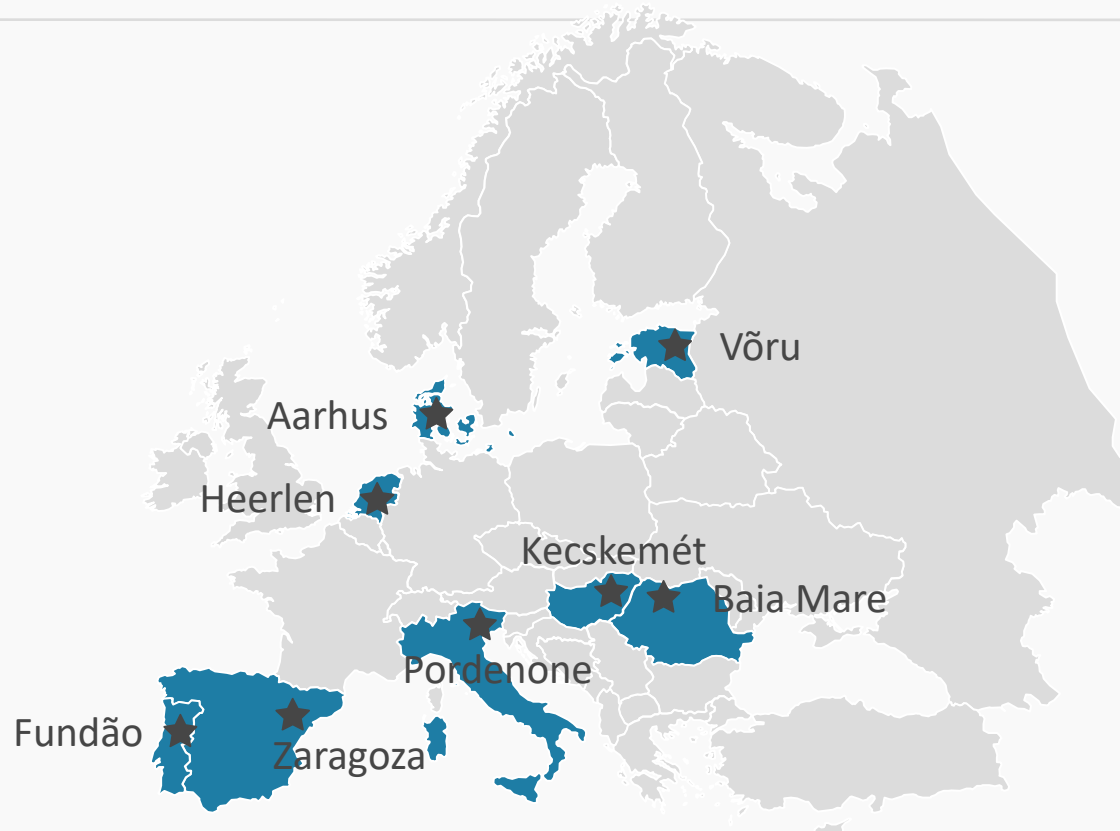 Võru
Aarhus
Heerlen
Kecskemét
Baia Mare
Pordenone
Fundão
Zaragoza